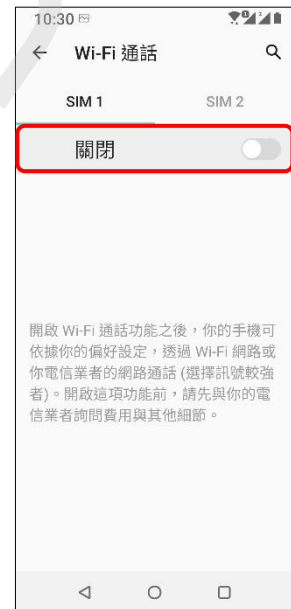 10:30
Wi-Fi 通話
SIM 1 SIM 2
關閉
開啟 Wi-Fi 通話功能之後，你的手機可
依據你的偏好設定，透過 Wi-Fi 網路或
你電信業者的網路通話 (選擇訊號較強
者)。開啟這項功能前，請先與你的電
信業者詢問費用與其他細節。